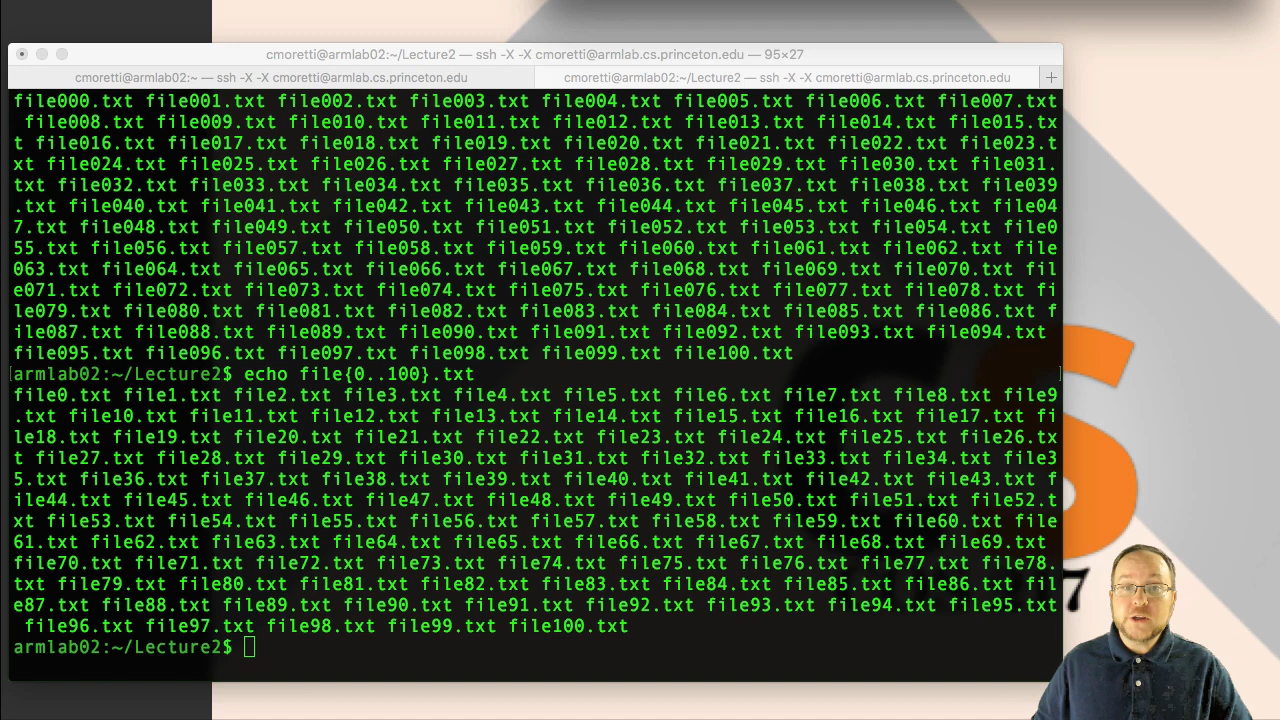 cmoretti@armlab02:~/Lecture2 — ssh -X -X cmoretti@armlab.cs.princeton.edu — 95×27
cmoretti@armlab02:~ — ssh -X -X cmoretti@armlab.cs.princeton.edu
cmoretti@armlab02:~/Lecture2 — ssh -X -X cmoretti@armlab.cs.princeton.edu
file000.txt file001.txt file002.txt file003.txt file004.txt file005.txt file006.txt file007.txt
file008.txt file009.txt file010.txt file011.txt file012.txt file013.txt file014.txt file015.tx
t file016.txt file017.txt file018.txt file019.txt file020.txt file021.txt file022.txt file023.t
xt file024.txt file025.txt file026.txt file027.txt file028.txt file029.txt file030.txt file031.
txt file032.txt file033.txt file034.txt file035.txt file036.txt file037.txt file038.txt file039
.txt file040.txt file041.txt file042.txt file043.txt file044.txt file045.txt file046.txt file04
7.txt file048.txt file049.txt file050.txt file051.txt file052.txt file053.txt file054.txt file0
55.txt file056.txt file057.txt file058.txt file059.txt file060.txt file061.txt file062.txt file
063.txt file064.txt file065.txt file066.txt file067.txt file068.txt file069.txt file070.txt fil
e071.txt file072.txt file073.txt file074.txt file075.txt file076.txt file077.txt file078.txt fi
le079.txt file080.txt file081.txt file082.txt file083.txt file084.txt file085.txt file086.txt f
ile087.txt file088.txt file089.txt file090.txt file091.txt file092.txt file093.txt file094.txt
file095.txt file096.txt file097.txt file098.txt file099.txt file100.txt
[armlab02:~/Lecture2$ echo file{0..100}.txt ]
file0.txt file1.txt file2.txt file3.txt file4.txt file5.txt file6.txt file7.txt file8.txt file9
.txt file10.txt file11.txt file12.txt file13.txt file14.txt file15.txt file16.txt file17.txt fi
le18.txt file19.txt file20.txt file21.txt file22.txt file23.txt file24.txt file25.txt file26.tx
t file27.txt file28.txt file29.txt file30.txt file31.txt file32.txt file33.txt file34.txt file3
5.txt file36.txt file37.txt file38.txt file39.txt file40.txt file41.txt file42.txt file43.txt f
ile44.txt file45.txt file46.txt file47.txt file48.txt file49.txt file50.txt file51.txt file52.t
xt file53.txt file54.txt file55.txt file56.txt file57.txt file58.txt file59.txt file60.txt file
61.txt file62.txt file63.txt file64.txt file65.txt file66.txt file67.txt file68.txt file69.txt
file70.txt file71.txt file72.txt file73.txt file74.txt file75.txt file76.txt file77.txt file78.
txt file79.txt file80.txt file81.txt file82.txt file83.txt file84.txt file85.txt file86.txt fil
e87.txt file88.txt file89.txt file90.txt file91.txt file92.txt file93.txt file94.txt file95.txt
file96.txt file97.txt file98.txt file99.txt file100.txt
armlab02:~/Lecture2$
S
7